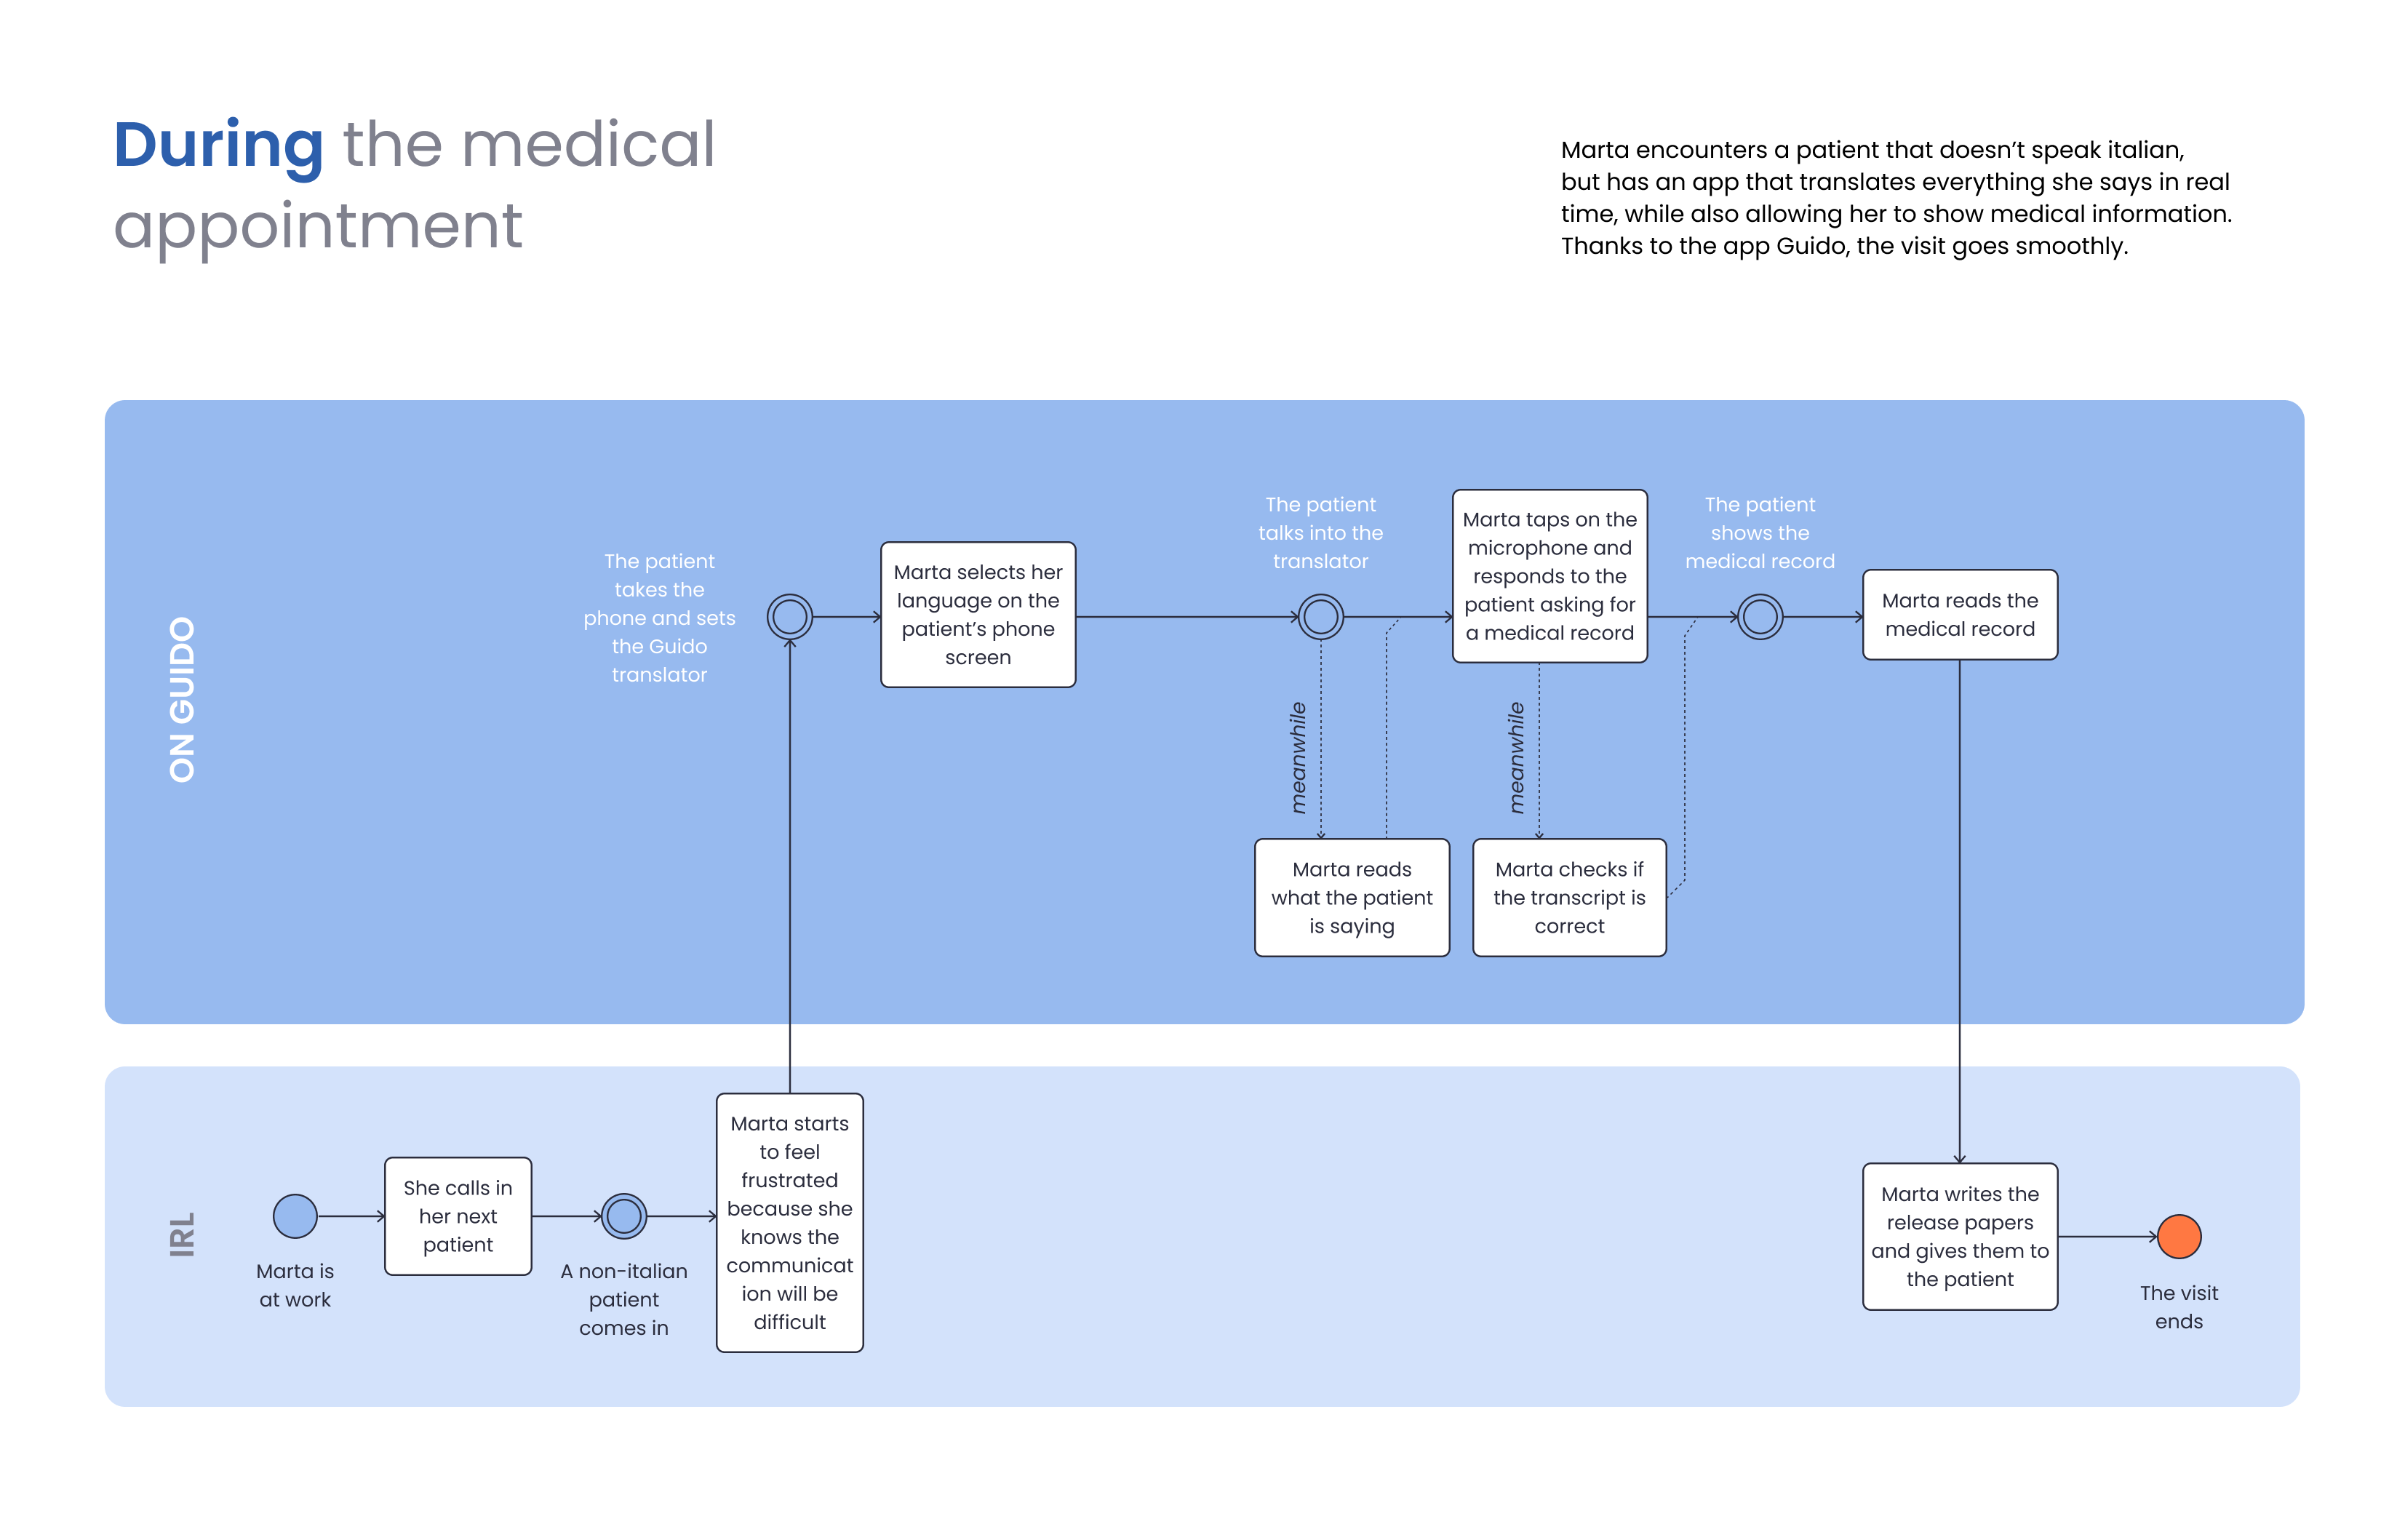 During the medical
appointment
Marta encounters a patient that doesn’t speak italian,
but has an app that translates everything she says in real
time, while also allowing her to show medical information.
Thanks to the app Guido, the visit goes smoothly.
ON GUIDO
The patient
takes the
phone and sets
the Guido
translator
Marta selects her
language on the
patient’s phone
screen
The patient
talks into the
translator
Marta taps on the
microphone and
responds to the
patient asking for
a medical record
The patient
shows the
medical record
Marta reads the
medical record
meanwhile
meanwhile
Marta reads
what the patient
is saying
Marta checks if
the transcript is
correct
IRL
Marta is
at work
She calls in
her next
patient
A non-italian
patient
comes in
Marta starts
to feel
frustrated
because she
knows the
communicat
ion will be
difficult
Marta writes the
release papers
and gives them to
the patient
The visit
ends